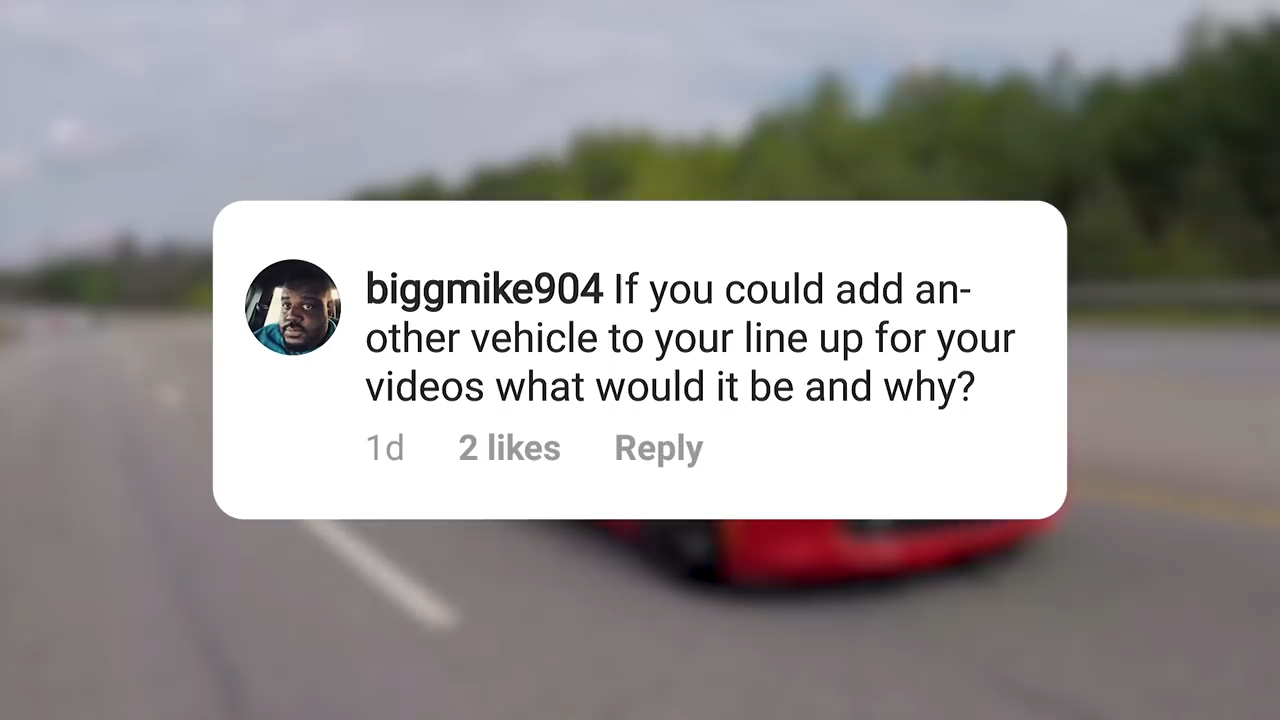 biggmike904 If you could add an-
other vehicle to your line up for your
videos what would it be and why?
1d 2 likes Reply